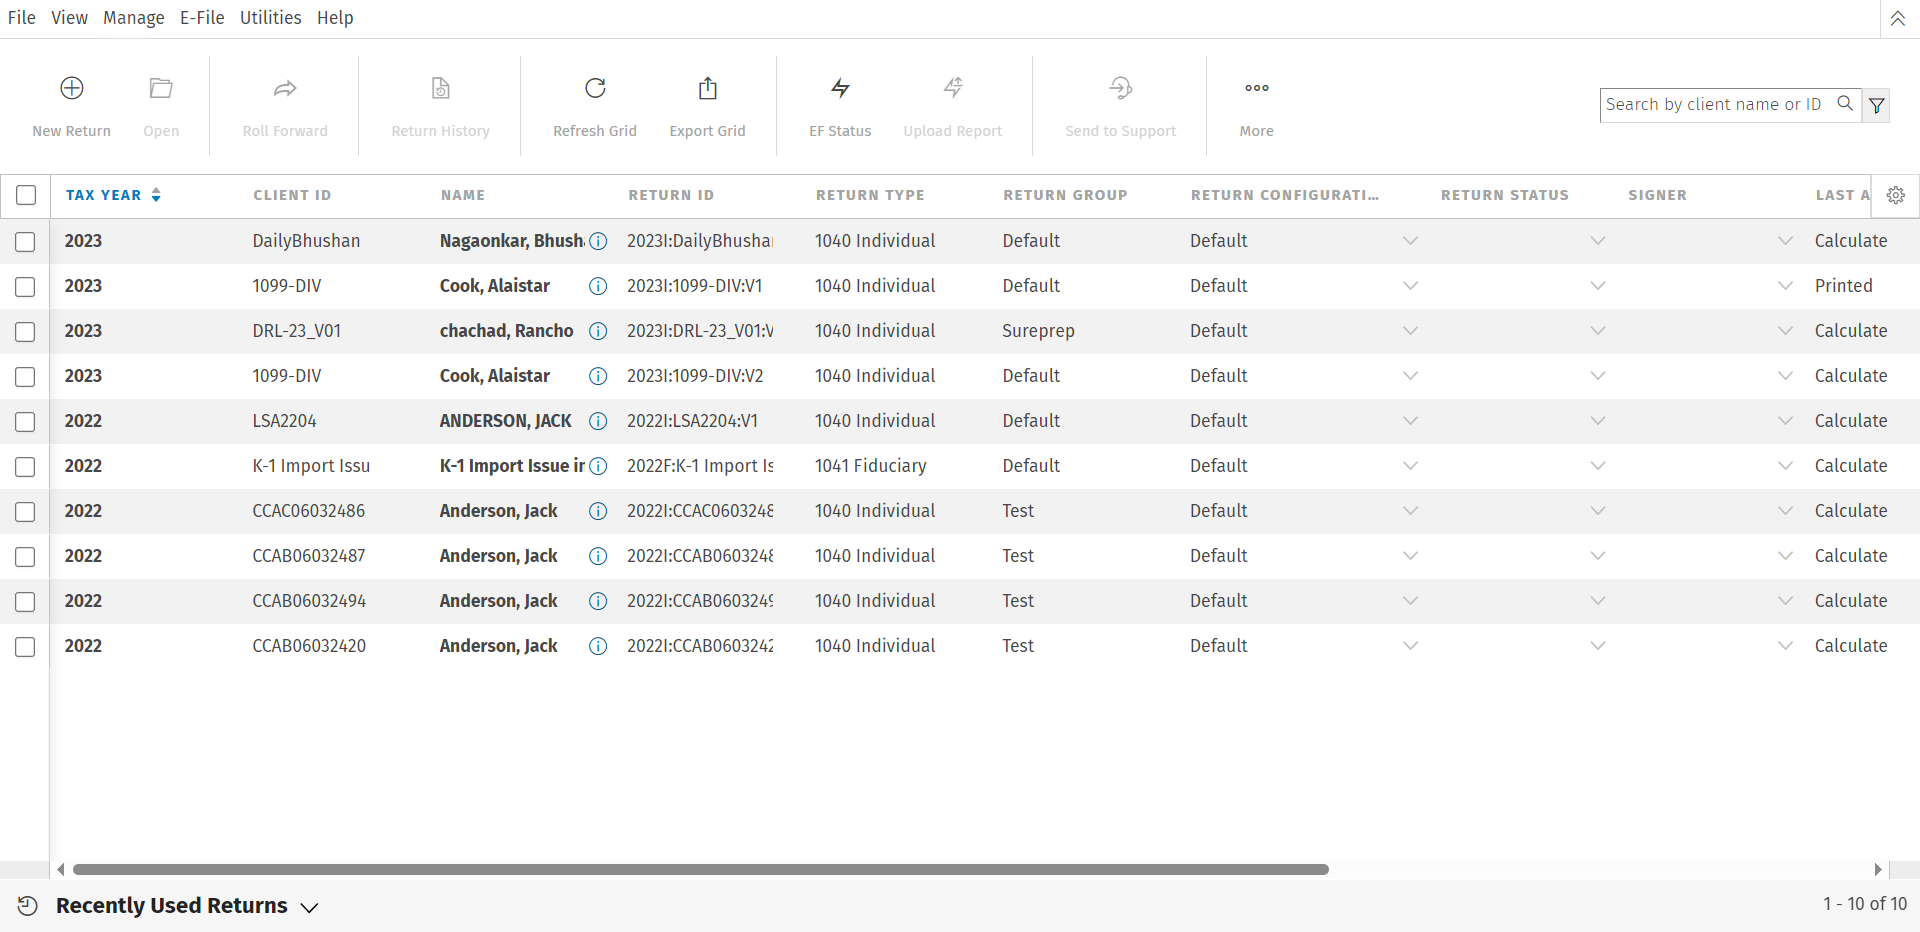 File View Manage E-File Utilities Help
New Return Open Roll Forward Return History Refresh Grid Export Grid EF Status Upload Report Send to Support More
Search by client name or ID
TAX YEAR CLIENT ID NAME RETURN ID RETURN TYPE RETURN GROUP RETURN CONFIGURATI... RETURN STATUS SIGNER LAST A
2023 DailyBhushan Nagaonkar, Bhush 2023I:DailyBhushan 1040 Individual Default Default Calculate
2023 1099-DIV Cook, Alaistar 2023I:1099-DIV:V1 1040 Individual Default Default Printed
2023 DRL-23_V01 chachad, Rancho 2023I:DRL-23_V01:V 1040 Individual Sureprep Default Calculate
2023 1099-DIV Cook, Alaistar 2023I:1099-DIV:V2 1040 Individual Default Default Calculate
2022 LSA2204 ANDERSON, JACK 2022I:LSA2204:V1 1040 Individual Default Default Calculate
2022 K-1 Import Issu K-1 Import Issue in 2022F:K-1 Import Is 1041 Fiduciary Default Default Calculate
2022 CCAC06032486 Anderson, Jack 2022I:CCAC0603248 1040 Individual Test Default Calculate
2022 CCAB06032487 Anderson, Jack 2022I:CCAB0603248 1040 Individual Test Default Calculate
2022 CCAB06032494 Anderson, Jack 2022I:CCAB0603249 1040 Individual Test Default Calculate
2022 CCAB06032420 Anderson, Jack 2022I:CCAB0603242 1040 Individual Test Default Calculate
Recently Used Returns 1 - 10 of 10